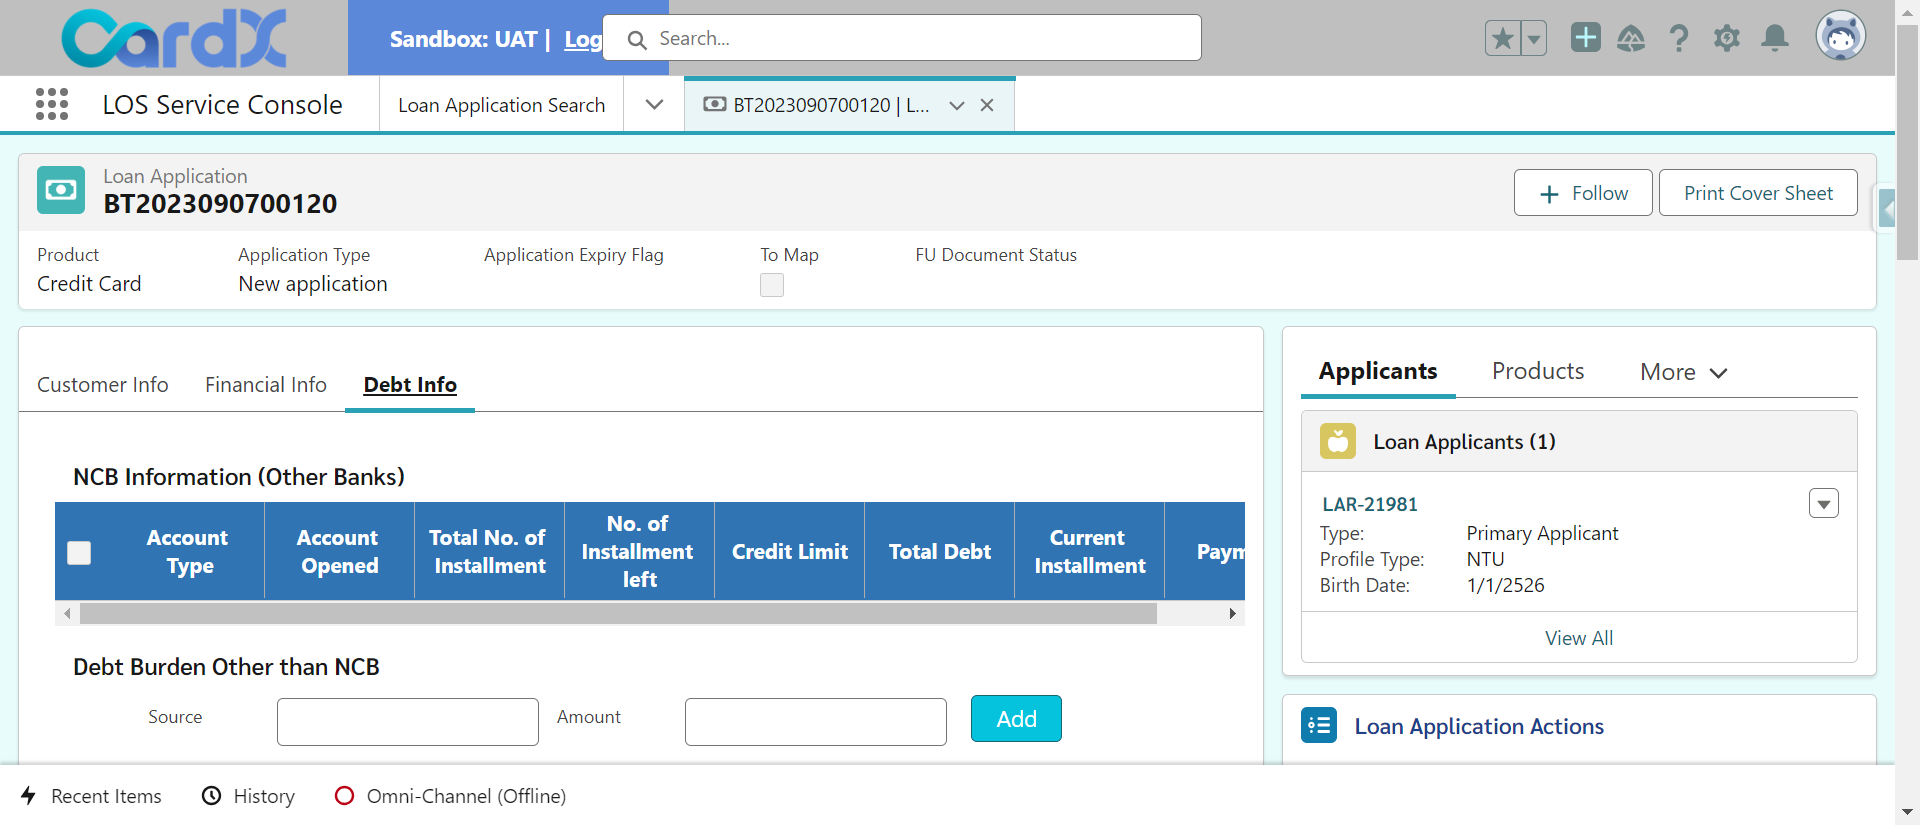 CardX
Sandbox: UAT | Log
Search...
LOS Service Console
Loan Application Search
BT2023090700120 | L...
Loan Application
BT2023090700120
Follow
Print Cover Sheet
Product
Application Type
Application Expiry Flag
To Map
FU Document Status
Credit Card
New application
Customer Info
Financial Info
Debt Info
NCB Information (Other Banks)
Account Type
Account Opened
Total No. of Installment
No. of Installment left
Credit Limit
Total Debt
Current Installment
Paym
Debt Burden Other than NCB
Source
Amount
Add
Applicants
Products
More
Loan Applicants (1)
LAR-21981
Type: Primary Applicant
Profile Type: NTU
Birth Date: 1/1/2526
View All
Loan Application Actions
Recent Items
History
Omni-Channel (Offline)